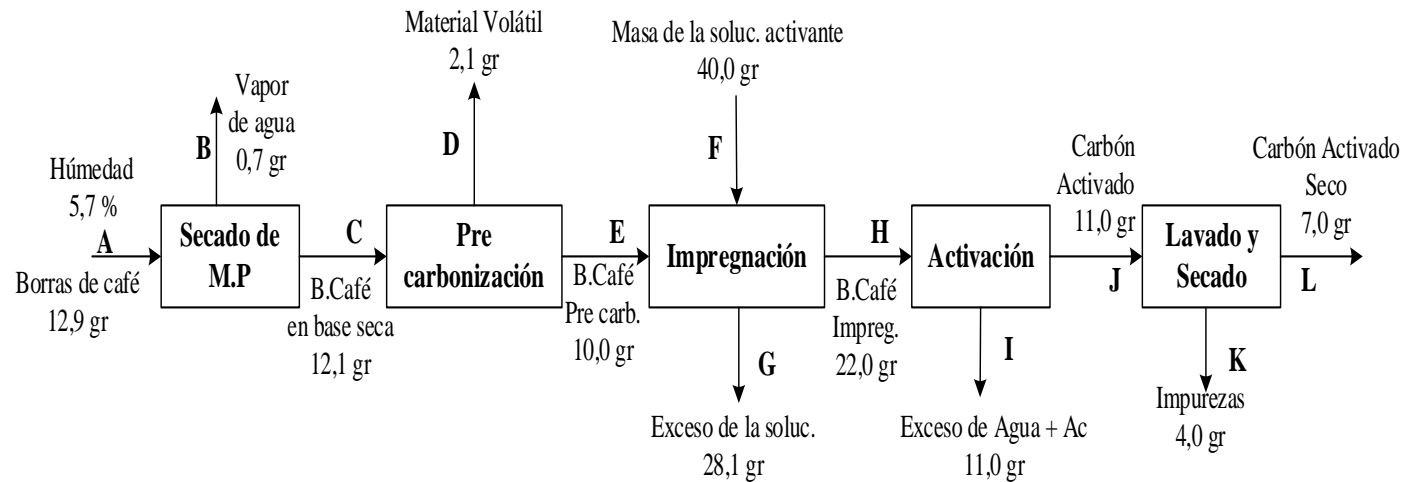 Material Volátil
2,1 gr
Masa de la soluc. activante
40,0 gr
Vapor
de agua
0,7 gr
B
D
F
Húmedad
5,7 %
A
Borras de café
12,9 gr
Secado de
M.P
C
B.Café
en base seca
12,1 gr
Pre
carbonización
E
B.Café
Pre carb.
10,0 gr
Impregnación
H
B.Café
Impreg.
22,0 gr
Activación
Carbón
Activado
11,0 gr
J
Lavado y
Secado
Carbón Activado
Seco
7,0 gr
L
G
Exceso de la soluc.
28,1 gr
I
Exceso de Agua + Ac
11,0 gr
K
Impurezas
4,0 gr